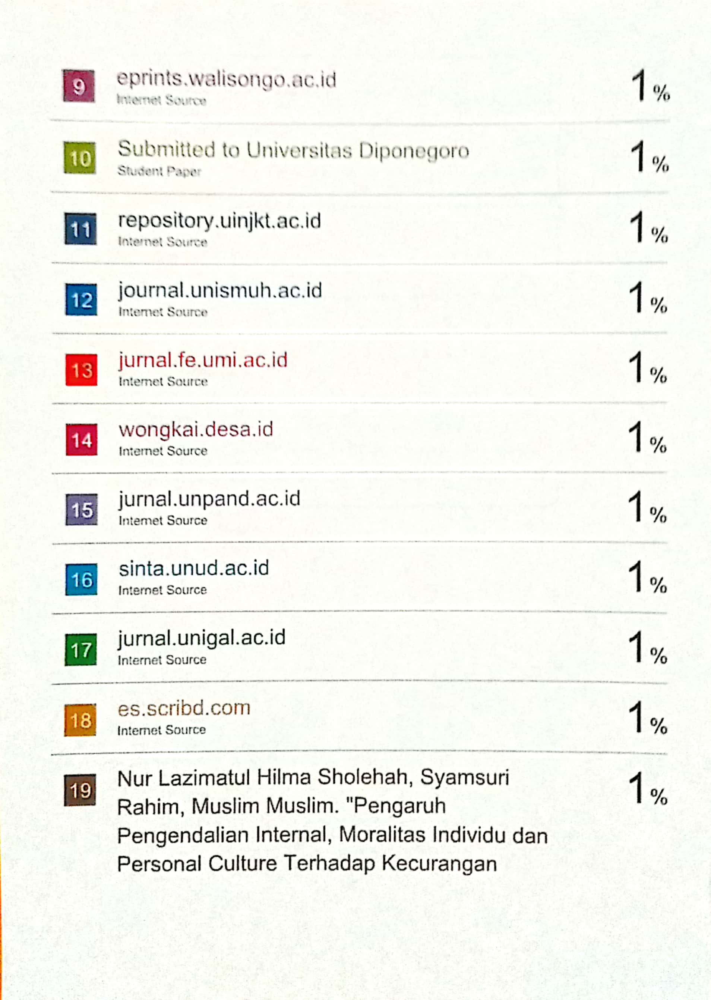 9 eprints.walisongo.ac.id 1%
Internet Source
10 Submitted to Universitas Diponegoro 1%
Student Paper
11 repository.uinjkt.ac.id 1%
Internet Source
12 journal.unismuh.ac.id 1%
Internet Source
13 jurnal.fe.umi.ac.id 1%
Internet Source
14 wongkai.desa.id 1%
Internet Source
15 jurnal.unpand.ac.id 1%
Internet Source
16 sinta.unud.ac.id 1%
Internet Source
17 jurnal.unigal.ac.id 1%
Internet Source
18 es.scribd.com 1%
Internet Source
19 Nur Lazimatul Hilma Sholehah, Syamsuri 1%
Rahim, Muslim Muslim. "Pengaruh
Pengendalian Internal, Moralitas Individu dan
Personal Culture Terhadap Kecurangan